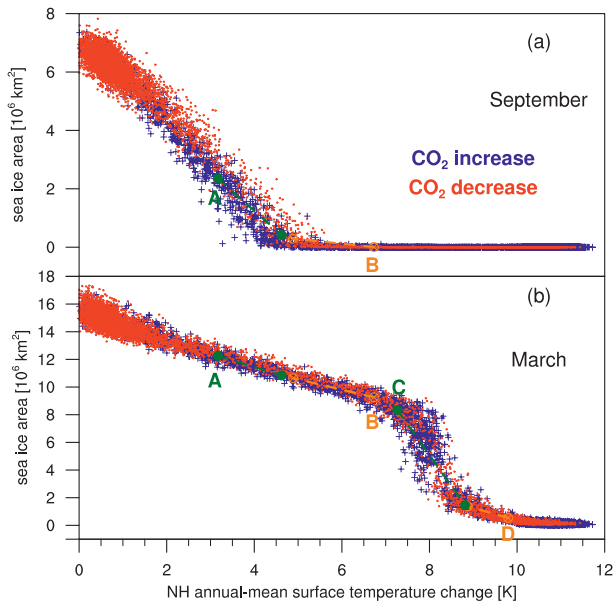 8
6
4
2
0
sea ice area [10⁶ km²]
(a)
September
CO₂ increase
CO₂ decrease
A
B
18
16
14
12
10
8
6
4
2
0
sea ice area [10⁶ km²]
(b)
March
A
B
C
D
0 2 4 6 8 10 12
NH annual-mean surface temperature change [K]